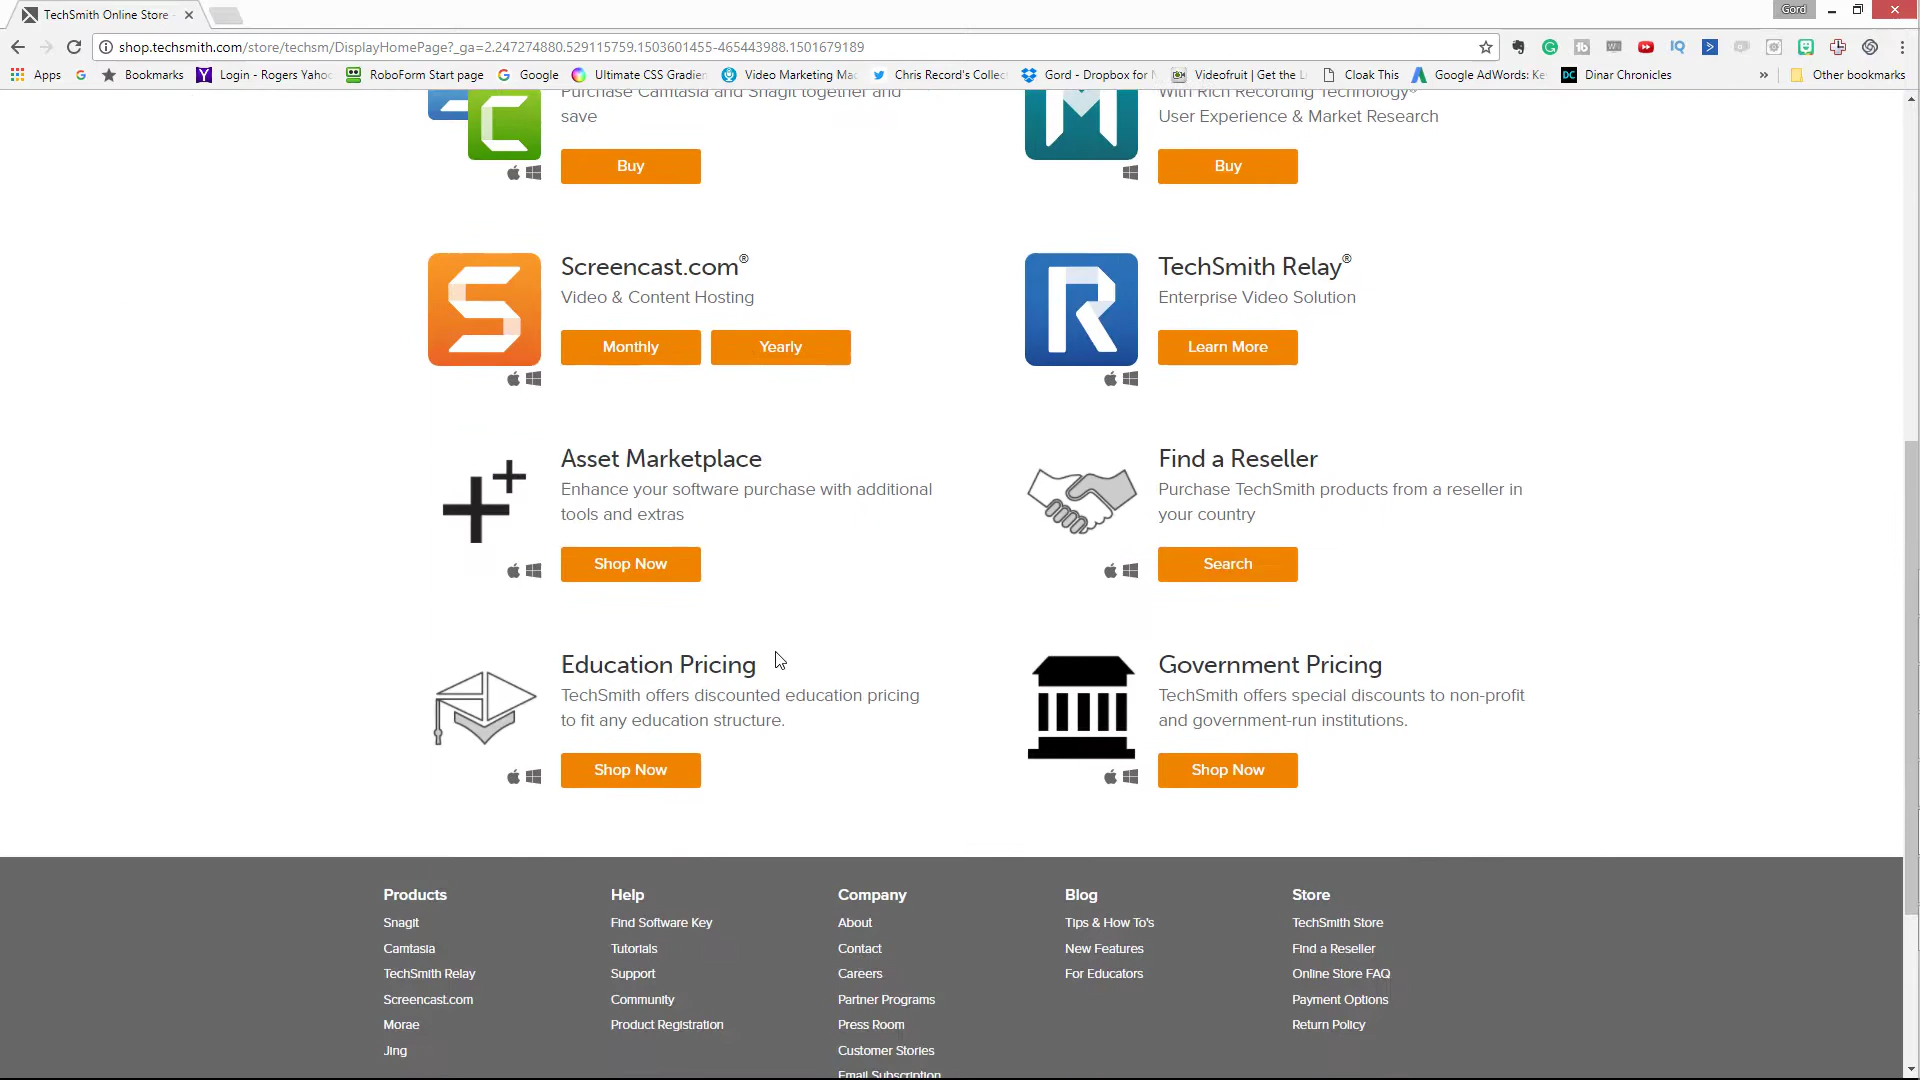 TechSmith Online Store
Gord
shop.techsmith.com/store/techsm/DisplayHomePage?_ga=2.247274880.529115759.1503601455-465443988.1501679189
Apps Bookmarks Login - Rogers Yahoo RoboForm Start page Google Ultimate CSS Gradien Video Marketing Mac Chris Record's Collec Gord - Dropbox for Videofruit | Get the Li Cloak This Google AdWords: Ke Dinar Chronicles » Other bookmarks
Purchase Camtasia and Snagit together and
save
Buy
With Rich Recording Technology®
User Experience & Market Research
Buy
Screencast.com®
Video & Content Hosting
Monthly Yearly
TechSmith Relay®
Enterprise Video Solution
Learn More
Asset Marketplace
Enhance your software purchase with additional
tools and extras
Shop Now
Find a Reseller
Purchase TechSmith products from a reseller in
your country
Search
Education Pricing
TechSmith offers discounted education pricing
to fit any education structure.
Shop Now
Government Pricing
TechSmith offers special discounts to non-profit
and government-run institutions.
Shop Now
Products
Snagit
Camtasia
TechSmith Relay
Screencast.com
Morae
Jing
Help
Find Software Key
Tutorials
Support
Community
Product Registration
Company
About
Contact
Careers
Partner Programs
Press Room
Customer Stories
Email Subscription
Blog
Tips & How To's
New Features
For Educators
Store
TechSmith Store
Find a Reseller
Online Store FAQ
Payment Options
Return Policy